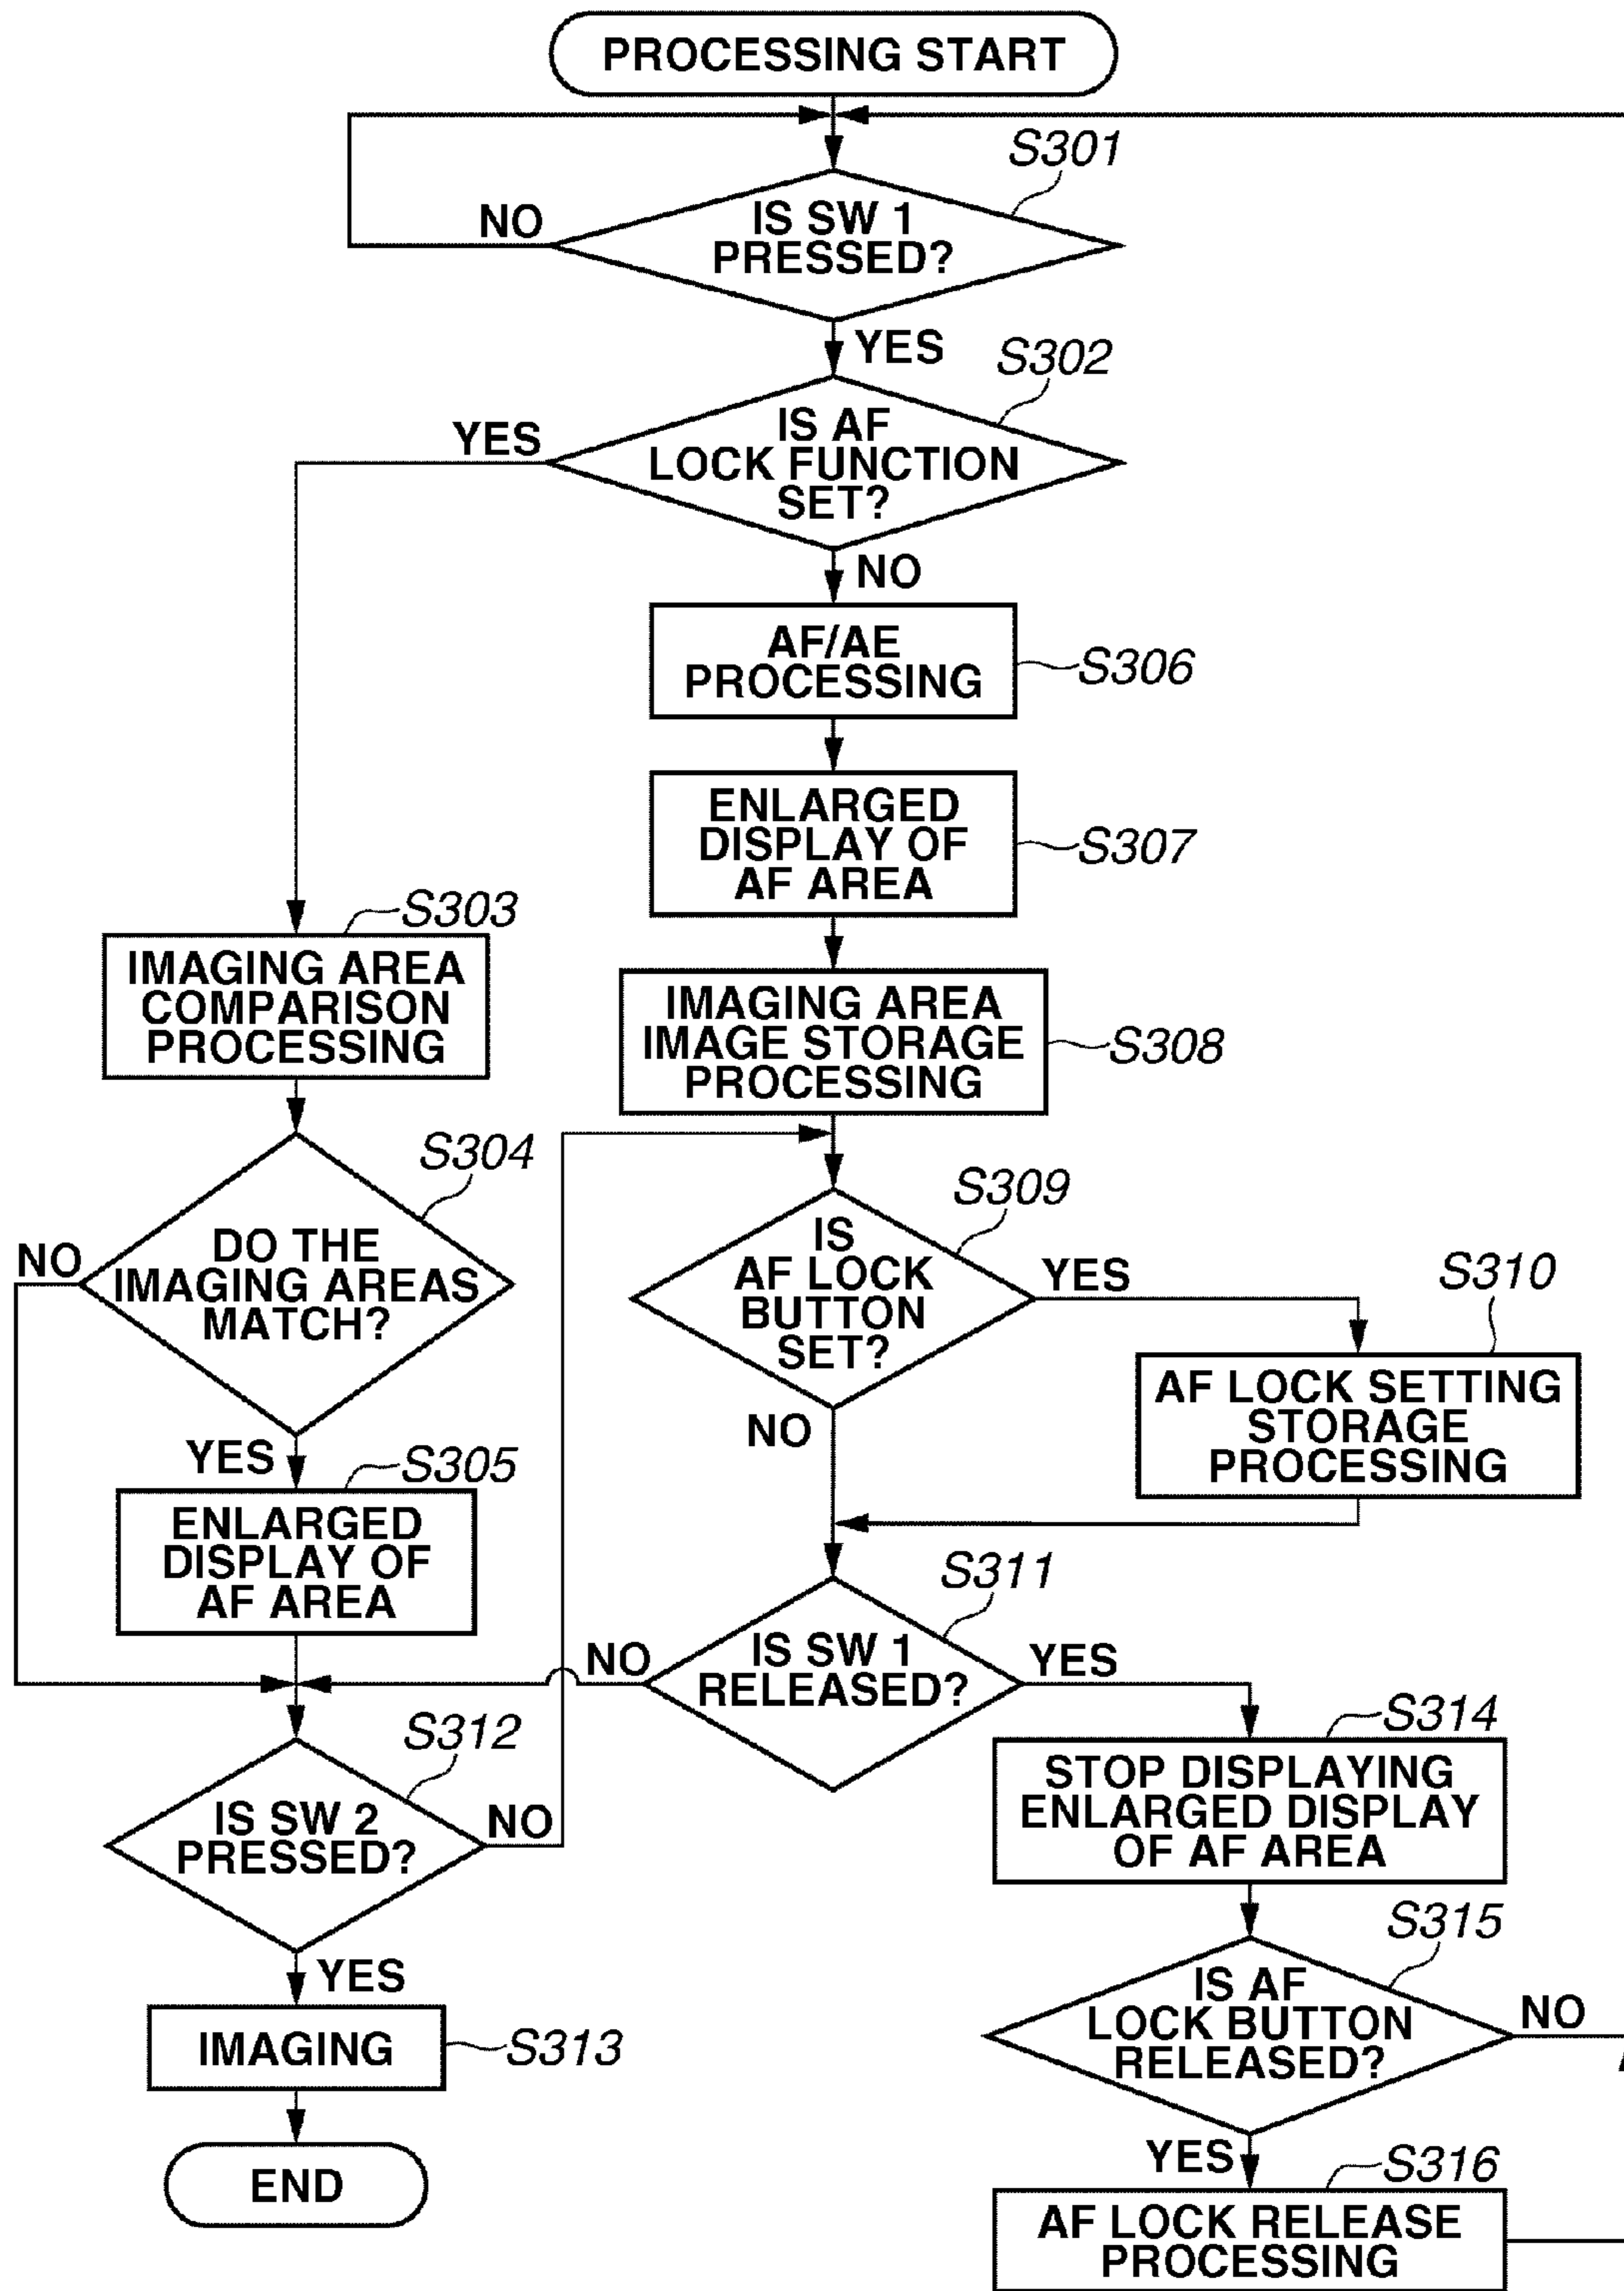 PROCESSING START
S301
IS SW 1
PRESSED?
NO
YES
S302
IS AF
LOCK FUNCTION
SET?
YES
NO
AF/AE
PROCESSING
S306
ENLARGED
DISPLAY OF
AF AREA
S307
S303
IMAGING AREA
COMPARISON
PROCESSING
IMAGING AREA
IMAGE STORAGE
PROCESSING
S308
S304
DO THE
IMAGING AREAS
MATCH?
NO
YES
S309
IS
AF LOCK
BUTTON
SET?
YES
NO
S310
AF LOCK SETTING
STORAGE
PROCESSING
S305
ENLARGED
DISPLAY OF
AF AREA
S311
IS SW 1
RELEASED?
NO
YES
S312
IS SW 2
PRESSED?
NO
YES
S314
STOP DISPLAYING
ENLARGED DISPLAY
OF AF AREA
S315
IS AF
LOCK BUTTON
RELEASED?
NO
YES
IMAGING
S313
END
S316
AF LOCK RELEASE
PROCESSING